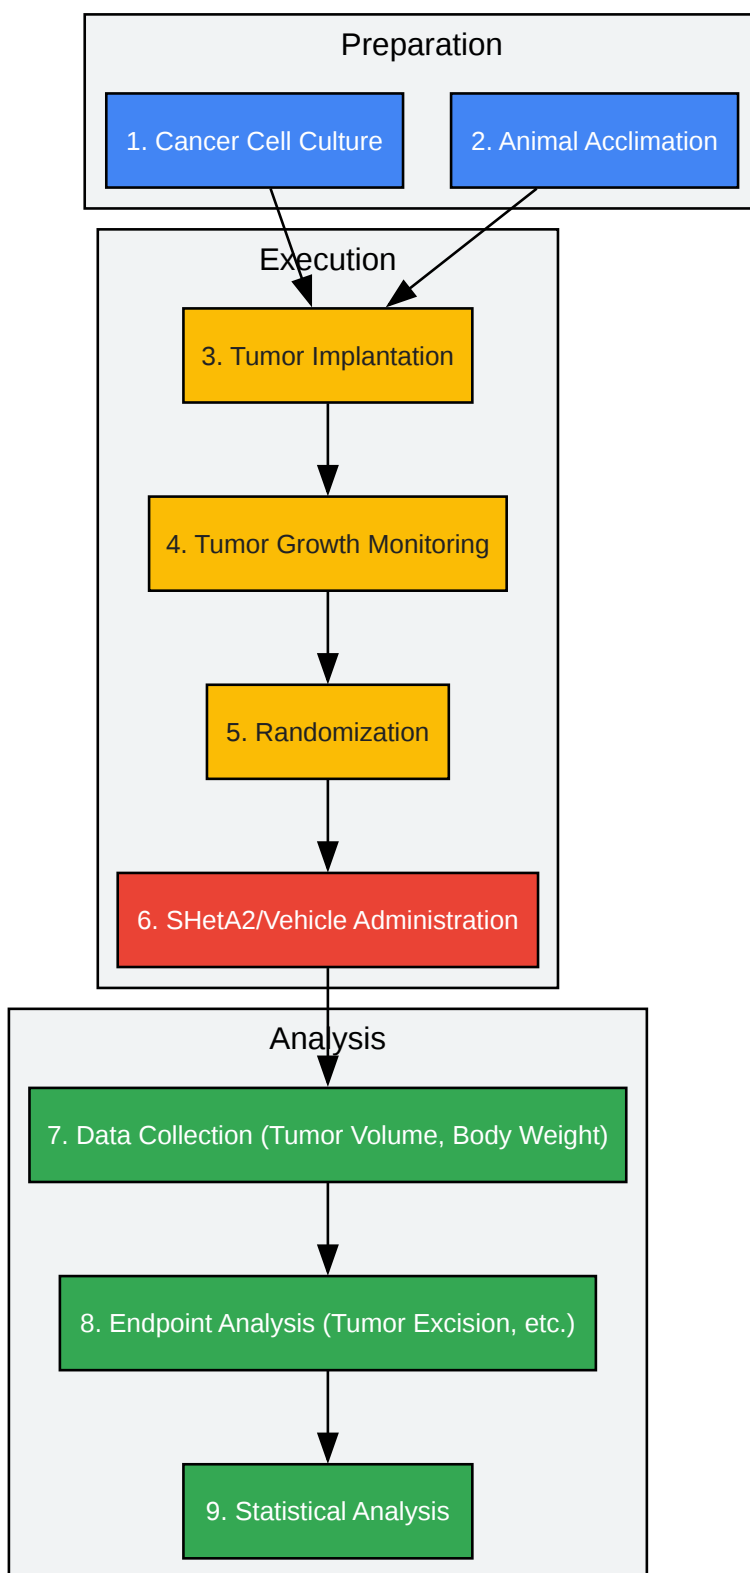 Preparation
1. Cancer Cell Culture
2. Animal Acclimation
Execution
3. Tumor Implantation
4. Tumor Growth Monitoring
5. Randomization
6. SHetA2/Vehicle Administration
Analysis
7. Data Collection (Tumor Volume, Body Weight)
8. Endpoint Analysis (Tumor Excision, etc.)
9. Statistical Analysis